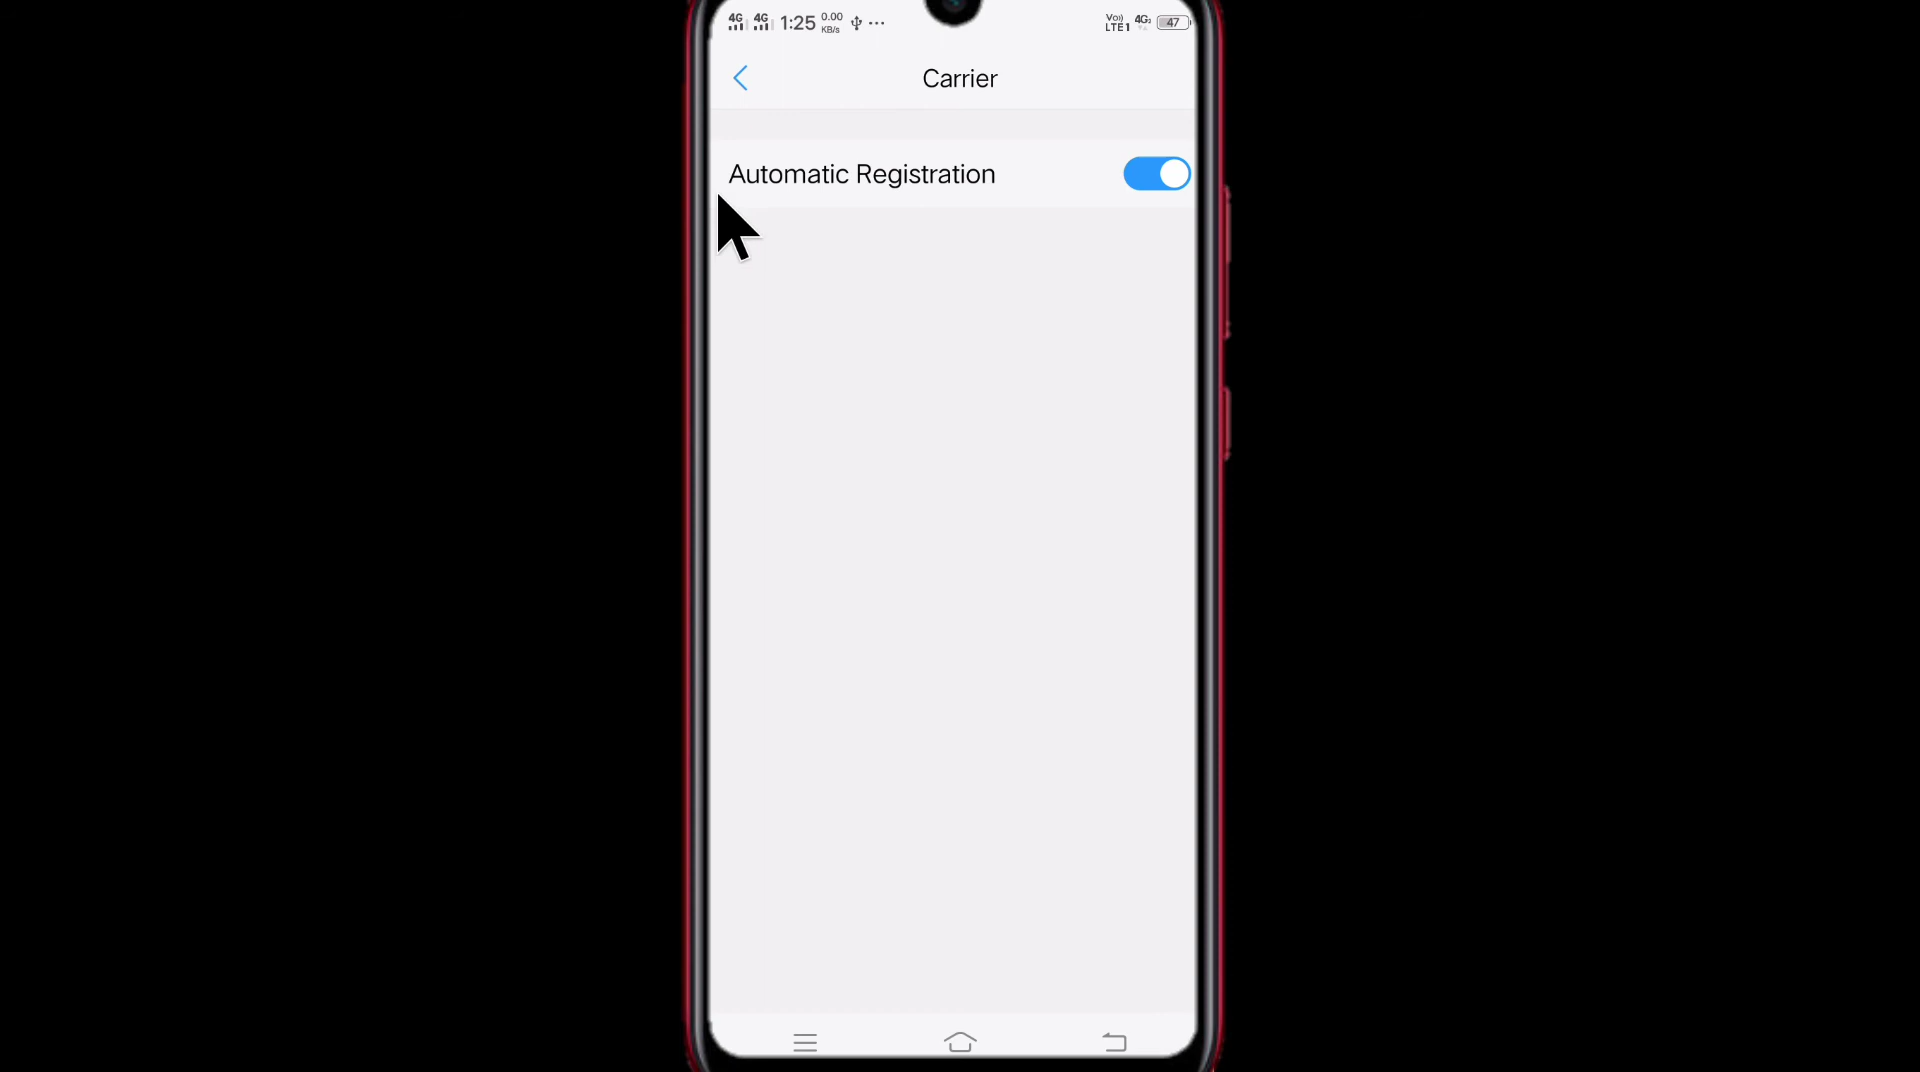 4G 4G 1:25 0.00 KB/s ... Vo)) LTE1 4G 47
Carrier
Automatic Registration